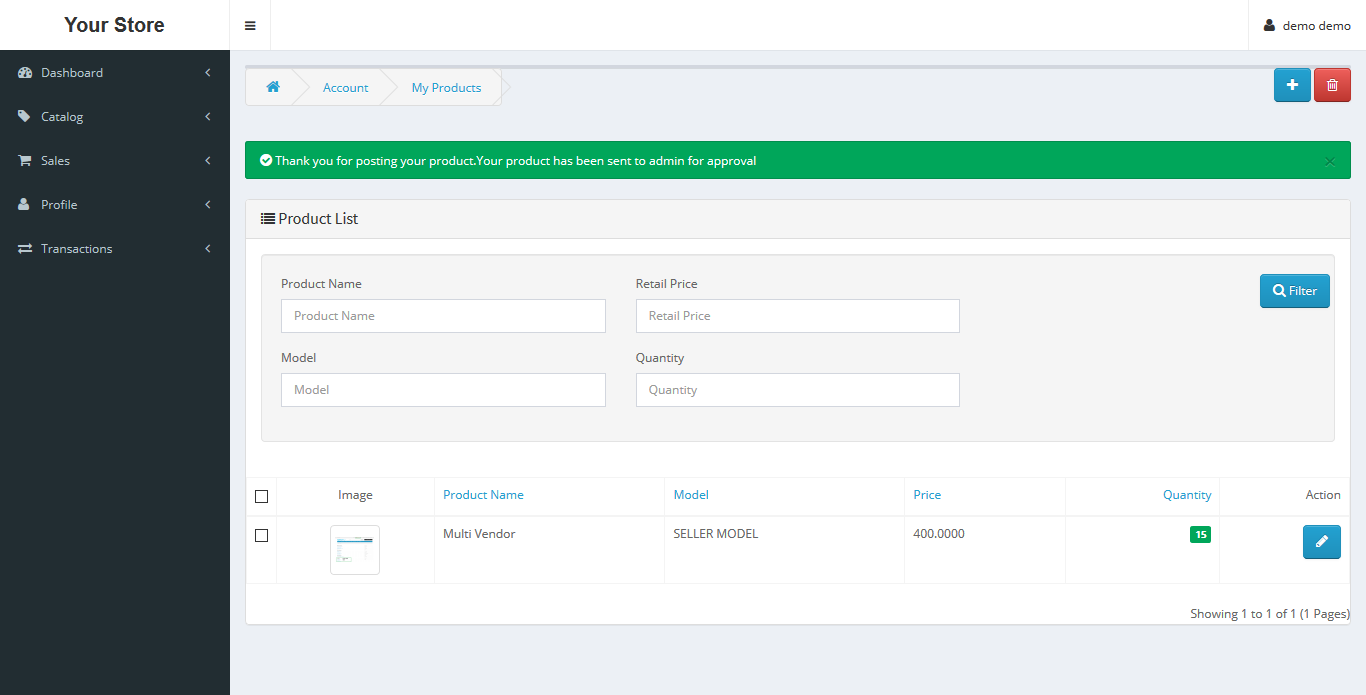 Your Store
demo demo
Dashboard
Catalog
Sales
Profile
Transactions
Account
My Products
Thank you for posting your product.Your product has been sent to admin for approval
Product List
Product Name
Retail Price
Product Name
Retail Price
Filter
Model
Quantity
Model
Quantity
Image
Product Name
Model
Price
Quantity
Action
Multi Vendor
SELLER MODEL
400.0000
15
Showing 1 to 1 of 1 (1 Pages)